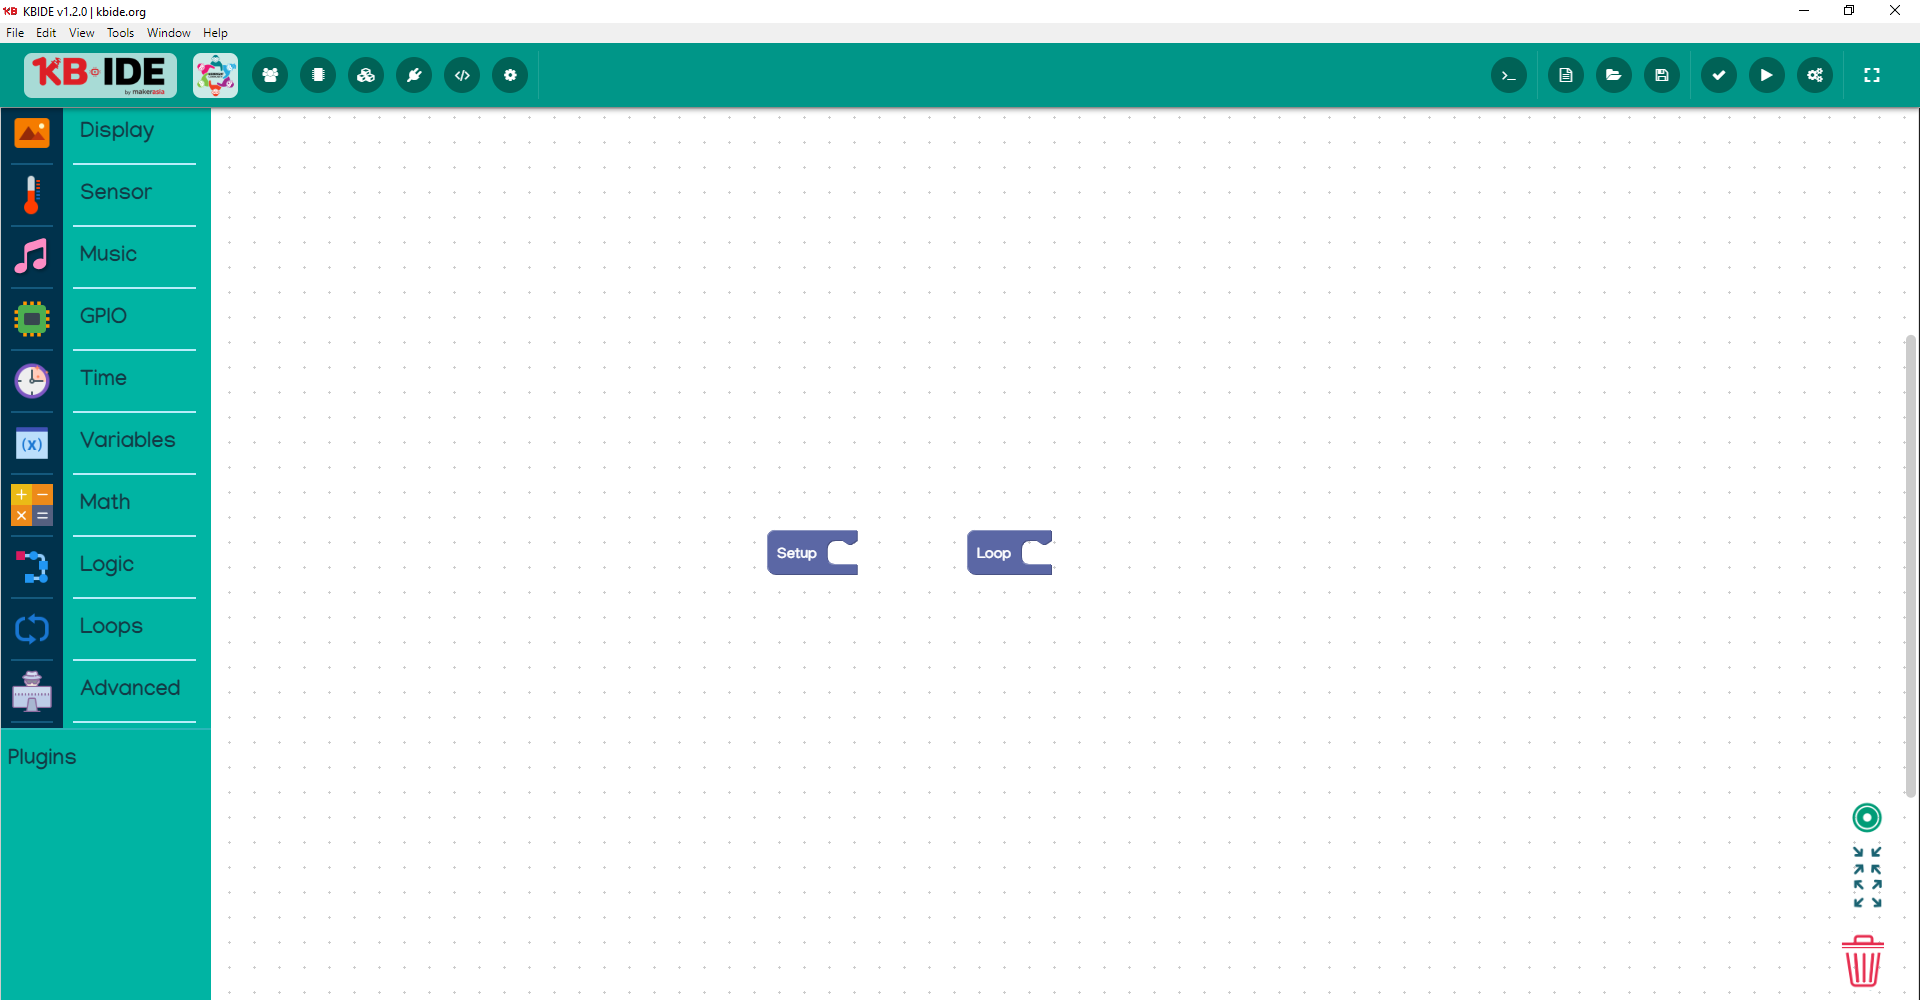 KB KBIDE v1.2.0 | kbide.org
File Edit View Tools Window Help
KB IDE
by makerasia
>_
</>
Display
Sensor
Music
GPIO
Time
Variables
(x)
Math
Logic
Loops
Advanced
Plugins
Setup
Loop